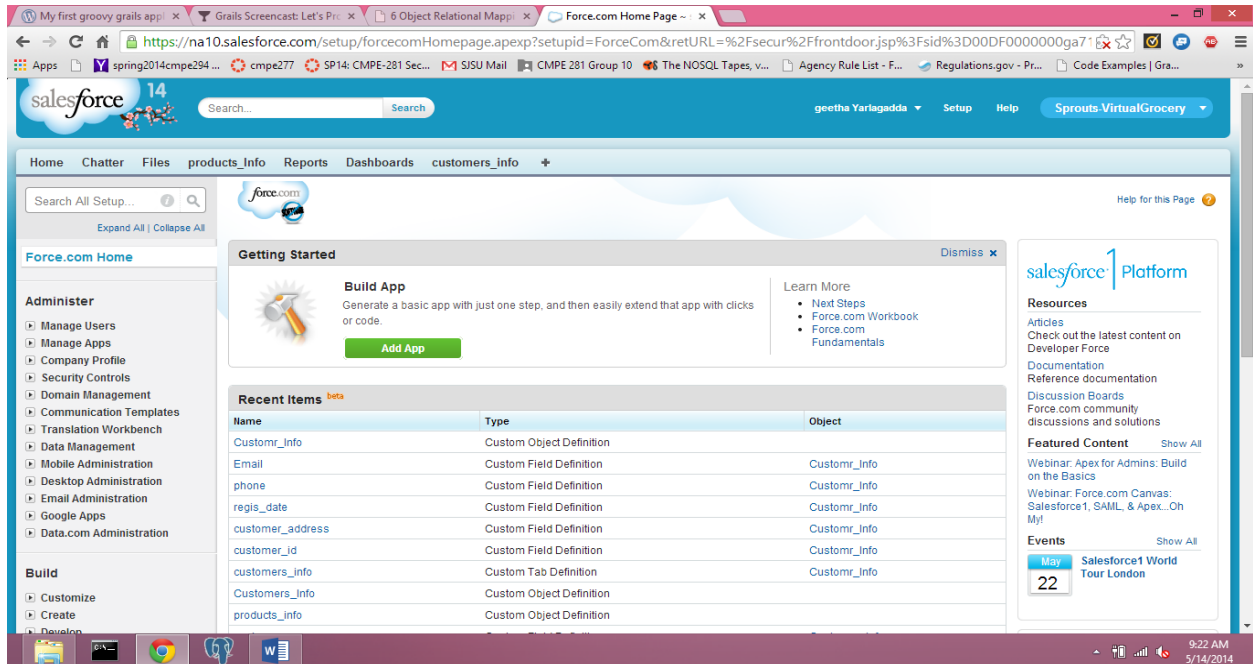 My first groovy grails appl
Grails Screencast: Let's Pro
6 Object Relational Mappi
Force.com Home Page ~
https://na10.salesforce.com/setup/forcecomHomepage.apexp?setupid=ForceCom&retURL=%2Fsecur%2Ffrontdoor.jsp%3Fsid%3D00DF0000000ga71
Apps spring2014cmpe294 ... cmpe277 SP14: CMPE-281 Sec... SJSU Mail CMPE 281 Group 10 The NOSQL Tapes, v... Agency Rule List - F... Regulations.gov - Pr... Code Examples | Gra... »
salesforce 14
Search... Search
geetha Yarlagadda Setup Help Sprouts-VirtualGrocery
Home Chatter Files products_Info Reports Dashboards customers_info +
Search All Setup...
Expand All | Collapse All
Force.com Home
Administer
Manage Users
Manage Apps
Company Profile
Security Controls
Domain Management
Communication Templates
Translation Workbench
Data Management
Mobile Administration
Desktop Administration
Email Administration
Google Apps
Data.com Administration
Build
Customize
Create
Develop
force.com
Help for this Page
Getting Started
Dismiss x
Build App
Generate a basic app with just one step, and then easily extend that app with clicks
or code.
Add App
Learn More
Next Steps
Force.com Workbook
Force.com
Fundamentals
Recent Items beta
Name Type Object
Customr_Info Custom Object Definition
Email Custom Field Definition Customr_Info
phone Custom Field Definition Customr_Info
regis_date Custom Field Definition Customr_Info
customer_address Custom Field Definition Customr_Info
customer_id Custom Field Definition Customr_Info
customers_info Custom Tab Definition Customr_Info
Customers_Info Custom Object Definition
products_info Custom Object Definition
salesforce1 Platform
Resources
Articles
Check out the latest content on
Developer Force
Documentation
Reference documentation
Discussion Boards
Force.com community
discussions and solutions
Featured Content Show All
Webinar: Apex for Admins: Build
on the Basics
Webinar: Force.com Canvas:
Salesforce1, SAML, & Apex...Oh
My!
Events Show All
May
22
Salesforce1 World
Tour London
9:22 AM
5/14/2014